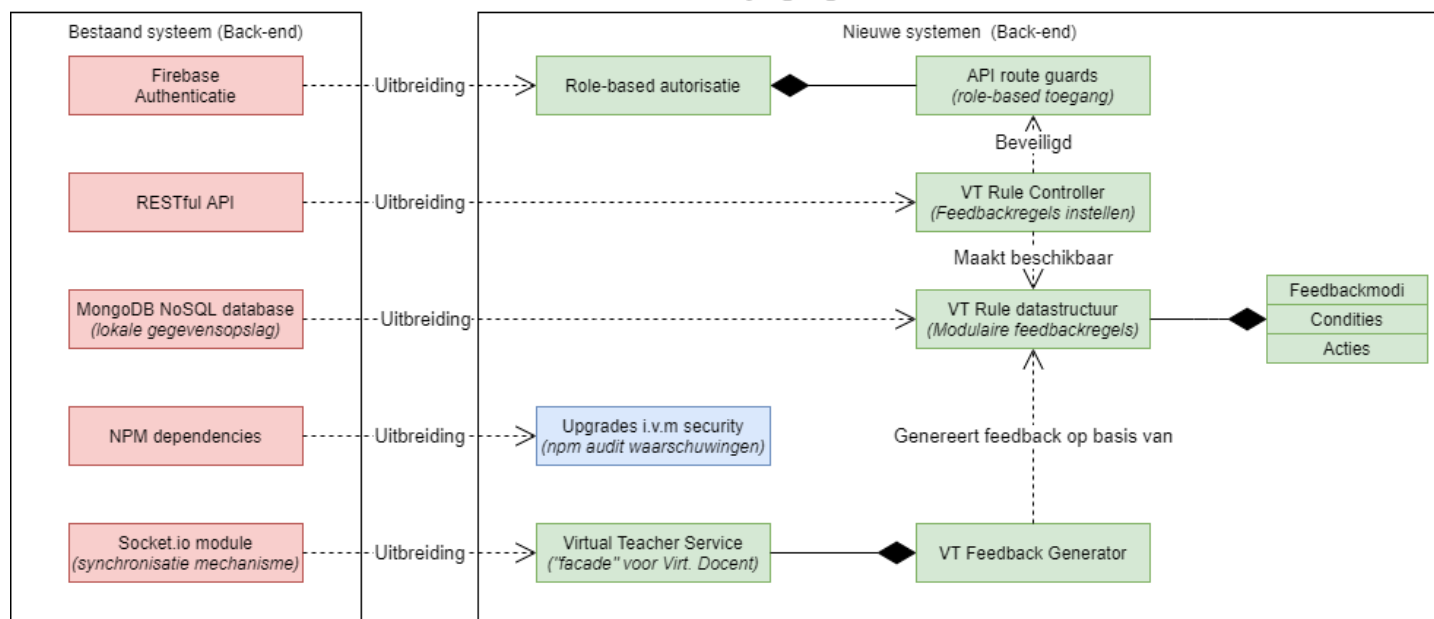 Bestaand systeem (Back-end)
Nieuwe systemen (Back-end)
Firebase
Authenticatie
Uitbreiding
Role-based autorisatie
API route guards
(role-based toegang)
Beveiligd
RESTful API
Uitbreiding
VT Rule Controller
(Feedbackregels instellen)
Maakt beschikbaar
MongoDB NoSQL database
(lokale gegevensopslag)
Uitbreiding
VT Rule datastructuur
(Modulaire feedbackregels)
Feedbackmodi
Condities
Acties
NPM dependencies
Uitbreiding
Upgrades i.v.m security
(npm audit waarschuwingen)
Genereert feedback op basis van
Socket.io module
(synchronisatie mechanisme)
Uitbreiding
Virtual Teacher Service
("facade" voor Virt. Docent)
VT Feedback Generator